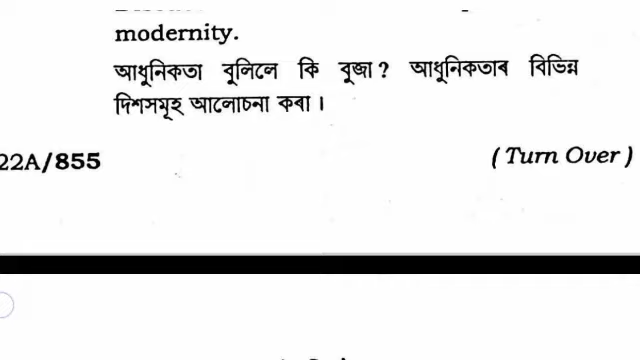 modernity.
আধুনিকতা বুলিলে কি বুজা? আধুনিকতাৰ বিভিন্ন
দিশসমূহ আলোচনা কৰা।
22A/855
( Turn Over )